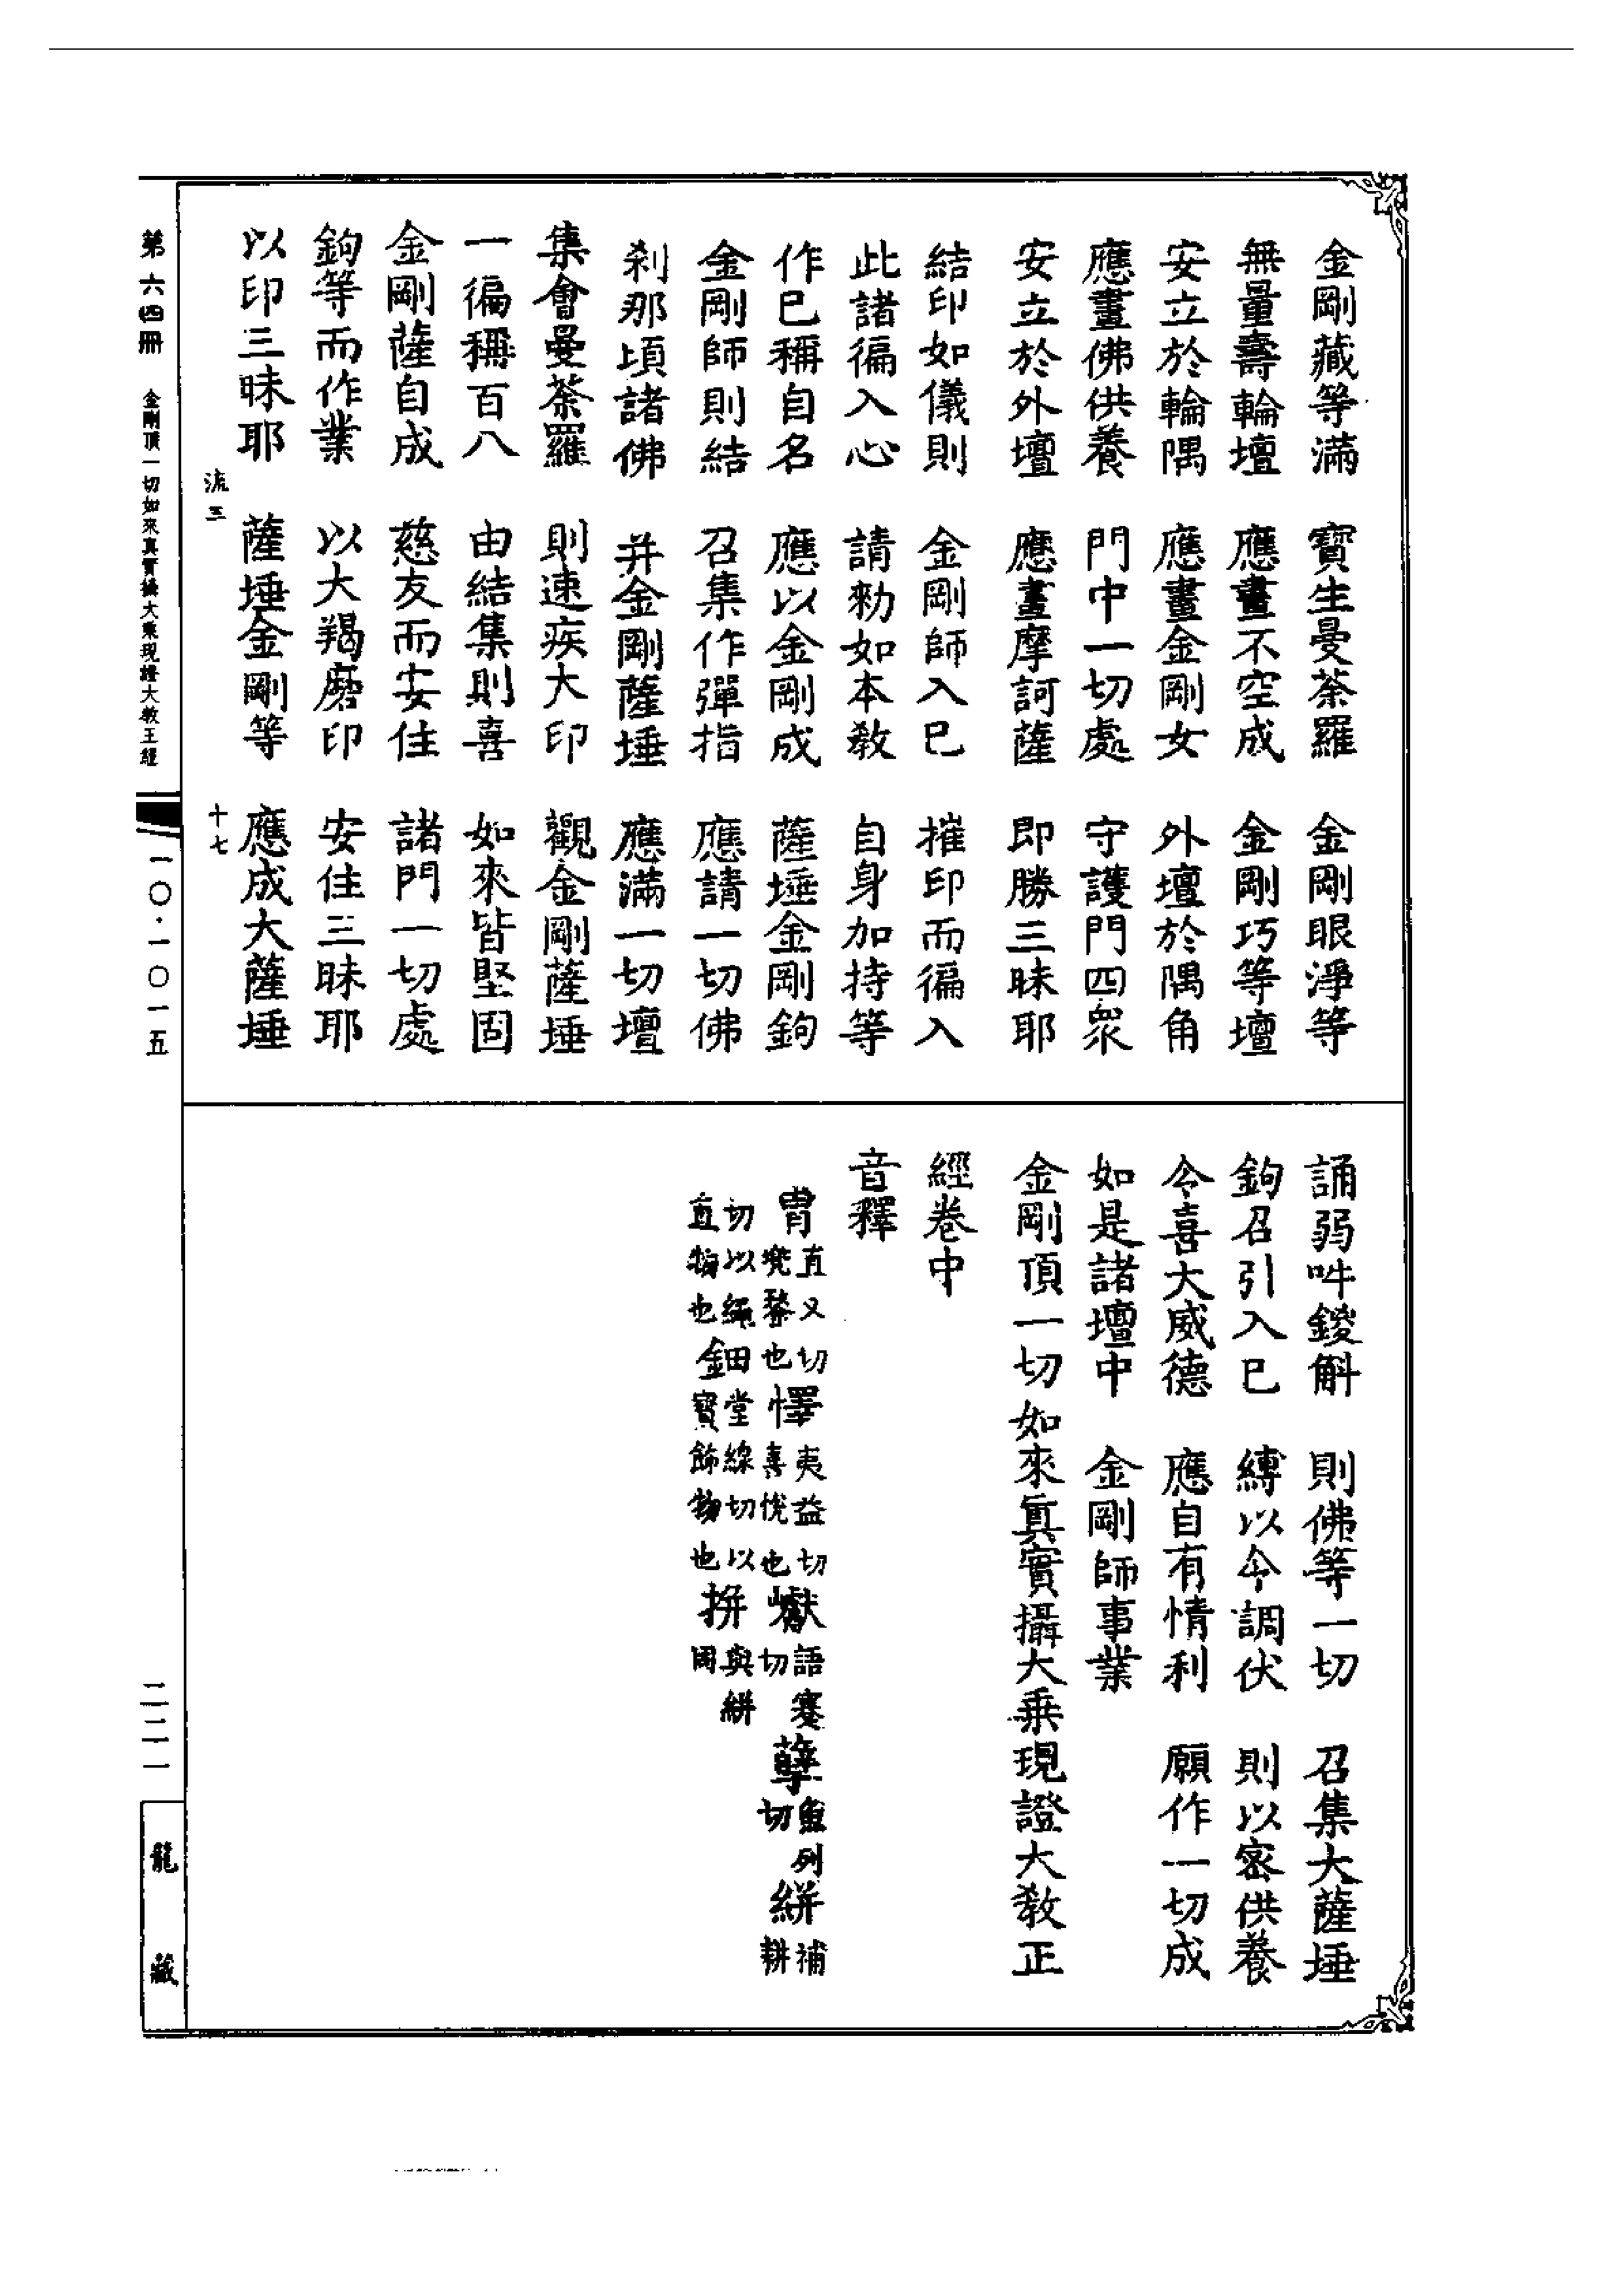 金剛藏等滿　寶生曼荼羅　金剛眼淨等
無量壽輪壇　應畫不空成　金剛巧等壇
安立於輪隅　應畫金剛女　外壇於隅角
應畫佛供養　門中一切處　守護門四衆
安立於外壇　應畫摩訶薩　即勝三昧耶
結印如儀則　金剛師入已　摧印而徧入
此諸徧入心　請勑如本教　自身加持等
作已稱自名　應以金剛成　薩埵金剛鉤
金剛師則結　召集作彈指　應請一切佛
刹那頃諸佛　并金剛薩埵　應滿一切壇
集會曼荼羅　則速疾大印　觀金剛薩埵
一徧稱百八　由結集則喜　如來皆堅固
金剛薩自成　慈友而安住　諸門一切處
鉤等而作業　以大羯磨印　安住三昧耶
以印三昧耶　薩埵金剛等　應成大薩埵
流三　十七
誦弱吽鑁斛　則佛等一切　召集大薩埵
鉤召引入已　縛以令調伏　則以密供養
令喜大威德　應自有情利　願作一切成
如是諸壇中　金剛師事業
金剛頂一切如來真實攝大乘現證大教王
經卷中
音釋
冑直又切兜鍪也懌夷益切喜悅也巘語蹇切孽魚列切絣補耕
切以繩直物也鈿田堂練切以寶飾物也拼與絣同
第六四冊　金剛頂一切如來真實攝大乘現證大教王經　一〇·一〇一五　二二一　龍藏